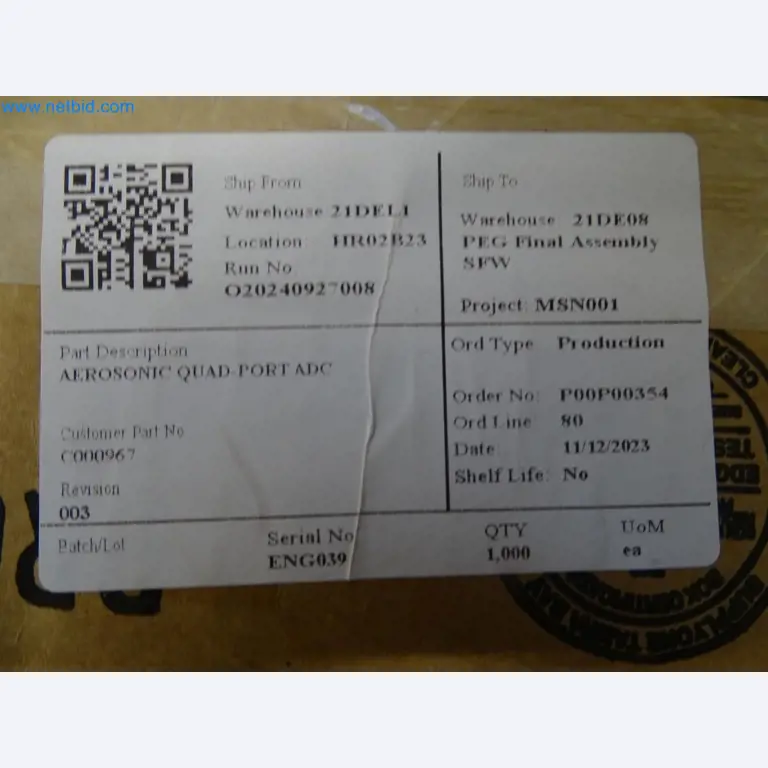 www.netbid.com
Ship From
Warehouse 21DEL1
Location HR02B23
Run No.
O20240927008
Ship To
Warehouse 21DE08
PEG Final Assembly
SFW
Project: MSN001
Part Description
AEROSONIC QUAD-PORT ADC
Customer Part No
C000967
Revision
003
Ord Type Production
Order No: P00P00354
Ord Line 80
Date: 11/12/2023
Shelf Life: No
Batch/Lot
Serial No
ENG039
QTY
1,000
UoM
ea